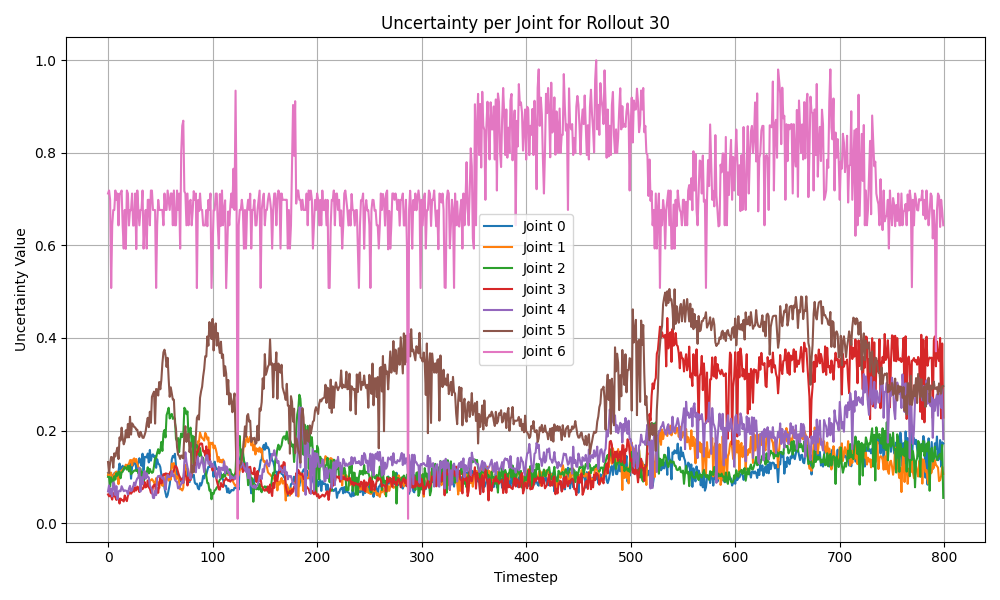 Uncertainty per Joint for Rollout 30
Uncertainty Value
1.0
0.8
0.6
0.4
0.2
0.0
Joint 0
Joint 1
Joint 2
Joint 3
Joint 4
Joint 5
Joint 6
0 100 200 300 400 500 600 700 800
Timestep